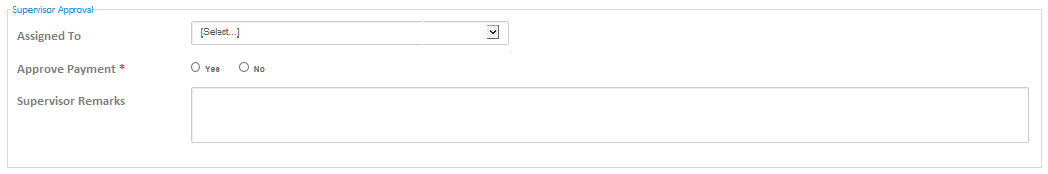 Supervisor Approval
Assigned To [Select...]
Approve Payment * Yes No
Supervisor Remarks